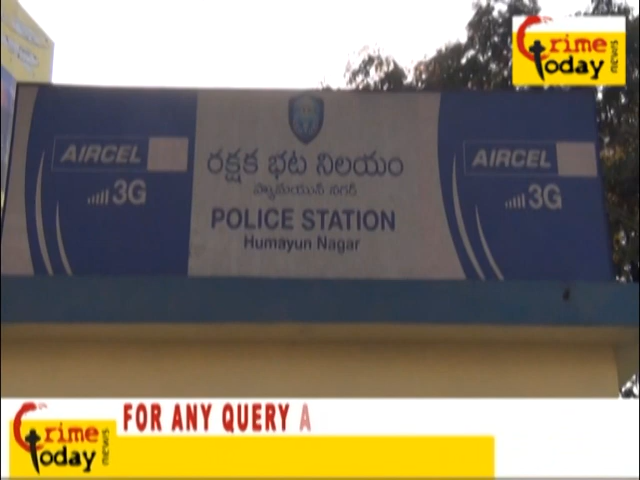 Crime
Today
news
AIRCEL
3G
రక్షక భట నిలయం
హుమాయున్ నగర్
POLICE STATION
Humayun Nagar
AIRCEL
3G
Crime
Today
news
FOR ANY QUERY A